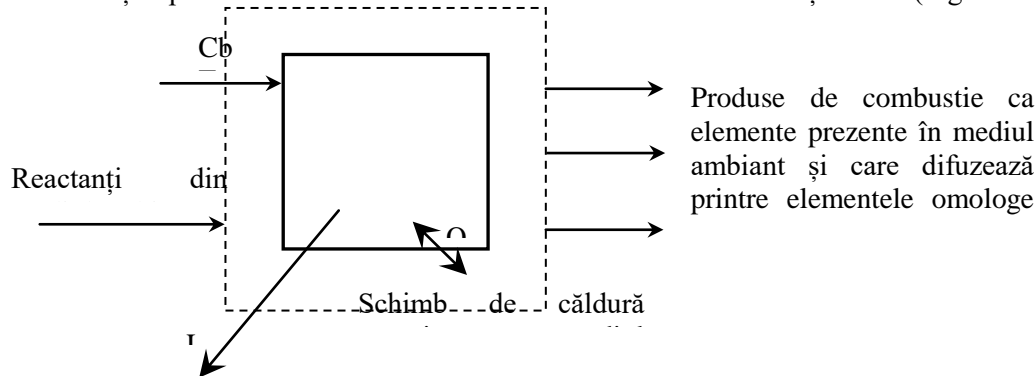 Cb
Produse de combustie ca
elemente prezente în mediul
ambiant și care difuzează
printre elementele omologe
Reactanți din
Schimb de căldură